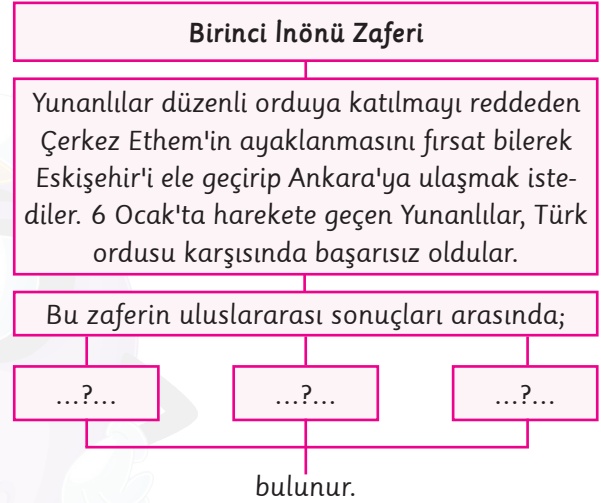 Birinci İnönü Zaferi
Yunanlılar düzenli orduya katılmayı reddeden
Çerkez Ethem'in ayaklanmasını fırsat bilerek
Eskişehir'i ele geçirip Ankara'ya ulaşmak iste-
diler. 6 Ocak'ta harekete geçen Yunanlılar, Türk
ordusu karşısında başarısız oldular.
Bu zaferin uluslararası sonuçları arasında;
...?... ...?... ...?...
bulunur.